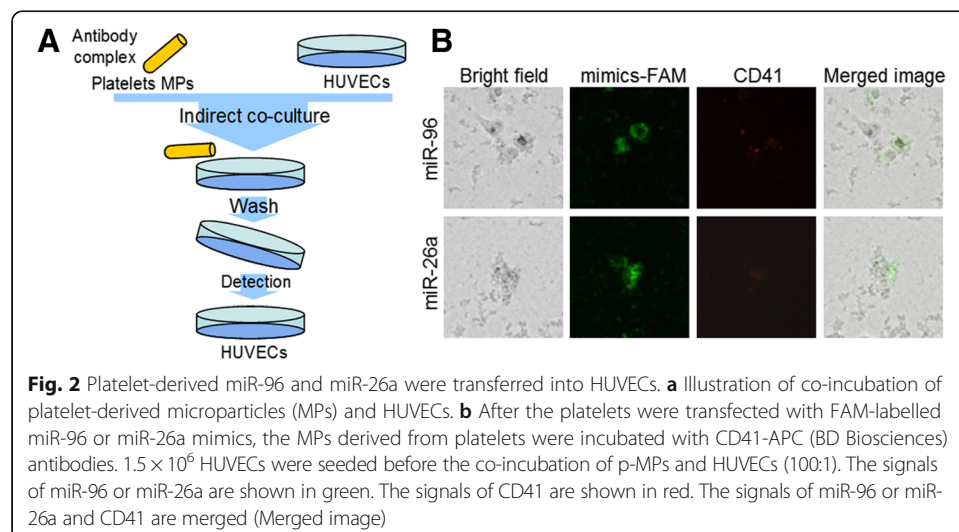 A
Antibody
complex
Platelets MPs
HUVECs
Indirect co-culture
Wash
Detection
HUVECs
B
Bright field mimics-FAM CD41 Merged image
miR-96
miR-26a
Fig. 2 Platelet-derived miR-96 and miR-26a were transferred into HUVECs. a Illustration of co-incubation of
platelet-derived microparticles (MPs) and HUVECs. b After the platelets were transfected with FAM-labelled
miR-96 or miR-26a mimics, the MPs derived from platelets were incubated with CD41-APC (BD Biosciences)
antibodies. 1.5 × 10⁶ HUVECs were seeded before the co-incubation of p-MPs and HUVECs (100:1). The signals
of miR-96 or miR-26a are shown in green. The signals of CD41 are shown in red. The signals of miR-96 or miR-
26a and CD41 are merged (Merged image)